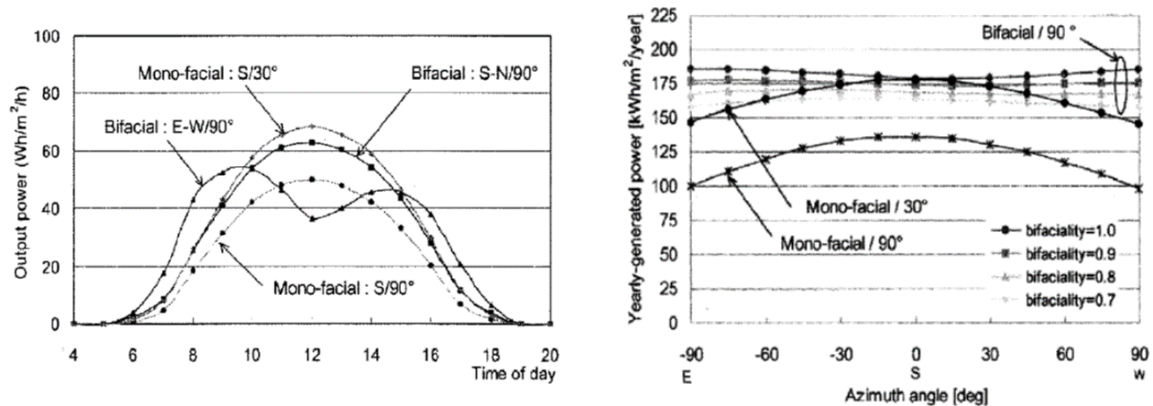 100
80
60
40
20
0
Output power (Wh/m²/h)
Mono-facial : S/30°
Bifacial : S-N/90°
Bifacial : E-W/90°
Mono-facial : S/90°
4 6 8 10 12 14 16 18 20
Time of day
225
200
175
150
125
100
75
50
25
0
Yearly-generated power [kWh/m²/year]
Bifacial / 90 °
Mono-facial / 30°
Mono-facial / 90°
bifaciality=1.0
bifaciality=0.9
bifaciality=0.8
bifaciality=0.7
-90 -60 -30 0 30 60 90
E S W
Azimuth angle [deg]